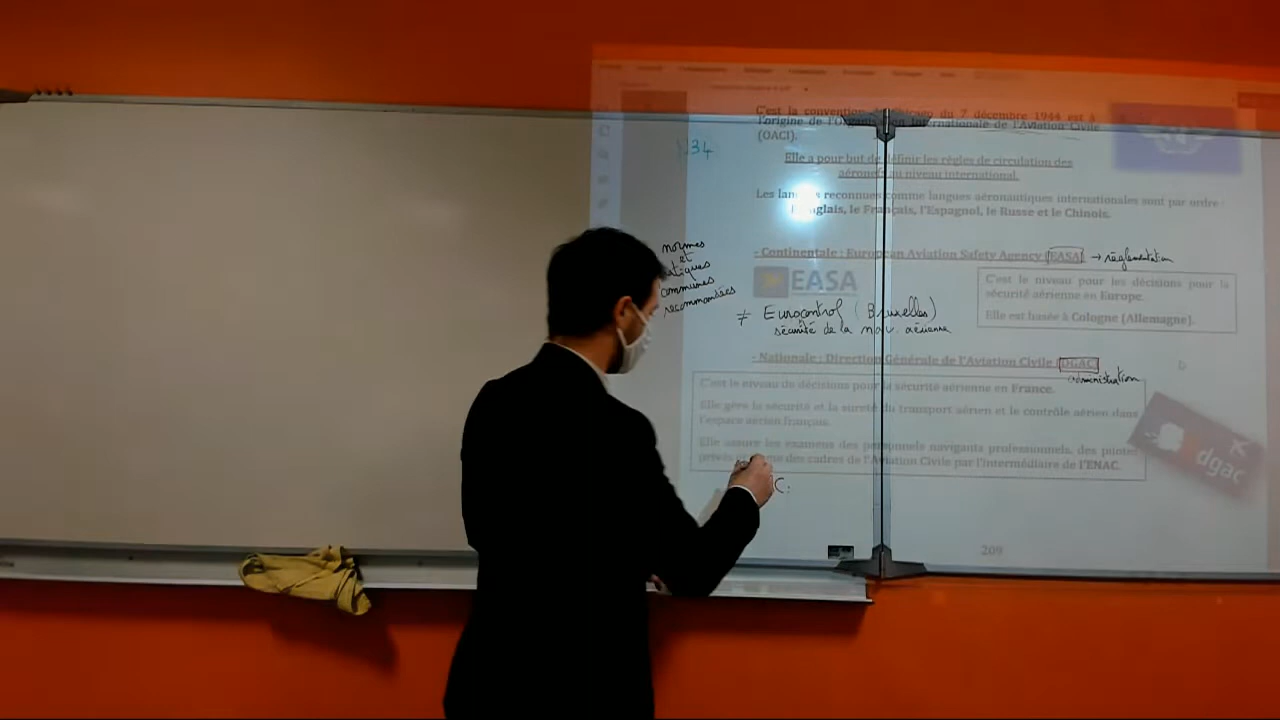 C'est la convention de Chicago du 7 décembre 1944 est à
l'origine de l'Organisation Internationale de l'Aviation Civile
(OACI).
34
Elle a pour but de définir les règles de circulation des
aéronefs au niveau international.
Les langues reconnues comme langues aéronautiques internationales sont par ordre
l'Anglais, le Français, l'Espagnol, le Russe et le Chinois.
normes
et
pratiques
communes
recommandées
- Continentale : European Aviation Safety Agency (EASA) → réglementation
EASA
C'est le niveau pour les décisions pour la
sécurité aérienne en Europe.
Elle est basée à Cologne (Allemagne).
≠ Eurocontrol (Bruxelles)
sécurité de la nav. aérienne
- Nationale : Direction Générale de l'Aviation Civile (DGAC)
administration
C'est le niveau de décisions pour la sécurité aérienne en France.
Elle gère la sécurité et la sureté du transport aérien et le contrôle aérien dans
l'espace aérien français.
Elle assure les examens des personnels navigants professionnels, des pilotes
privés et des cadres de l'Aviation Civile par l'intermédiaire de l'ENAC.
dgac
C:
209